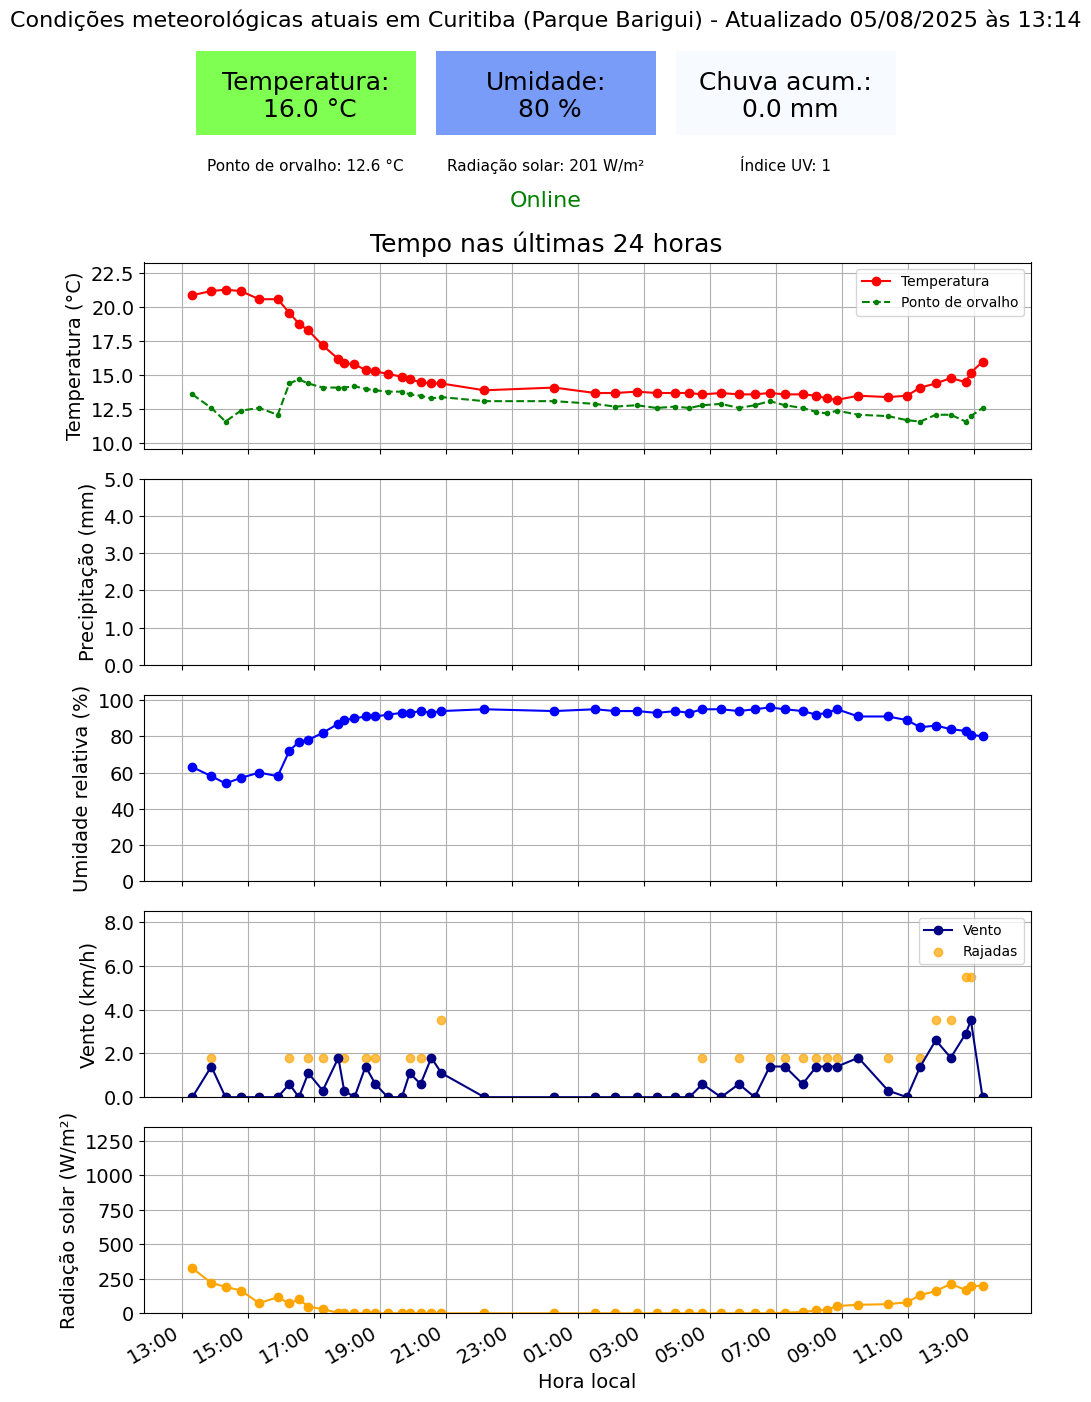 Condições meteorológicas atuais em Curitiba (Parque Barigui) - Atualizado 05/08/2025 às 13:14
Temperatura:
16.0 °C
Umidade:
80 %
Chuva acum.:
0.0 mm
Ponto de orvalho: 12.6 °C
Radiação solar: 201 W/m²
Índice UV: 1
Online
Tempo nas últimas 24 horas
Temperatura (°C)
22.5
20.0
17.5
15.0
12.5
10.0
Temperatura
Ponto de orvalho
Precipitação (mm)
5.0
4.0
3.0
2.0
1.0
0.0
Umidade relativa (%)
100
80
60
40
20
0
Vento (km/h)
8.0
6.0
4.0
2.0
0.0
Vento
Rajadas
Radiação solar (W/m²)
1250
1000
750
500
250
0
13:00
15:00
17:00
19:00
21:00
23:00
01:00
03:00
05:00
07:00
09:00
11:00
13:00
Hora local